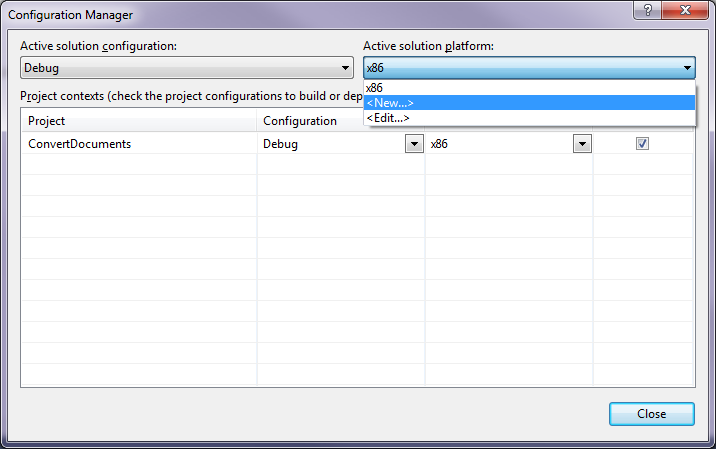 Configuration Manager
?
Active solution configuration:
Active solution platform:
Debug
x86
x86
<New...>
<Edit...>
Project contexts (check the project configurations to build or dep
Project
Configuration
ConvertDocuments
Debug
x86
Close